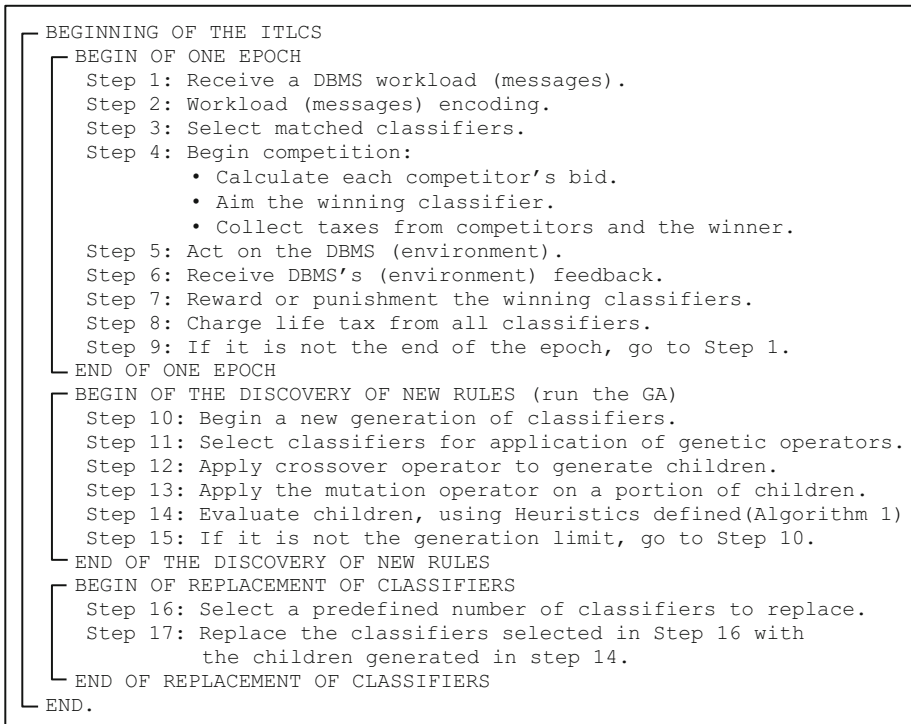 BEGINNING OF THE ITLCS
BEGIN OF ONE EPOCH
Step 1: Receive a DBMS workload (messages).
Step 2: Workload (messages) encoding.
Step 3: Select matched classifiers.
Step 4: Begin competition:
• Calculate each competitor's bid.
• Aim the winning classifier.
• Collect taxes from competitors and the winner.
Step 5: Act on the DBMS (environment).
Step 6: Receive DBMS's (environment) feedback.
Step 7: Reward or punishment the winning classifiers.
Step 8: Charge life tax from all classifiers.
Step 9: If it is not the end of the epoch, go to Step 1.
END OF ONE EPOCH
BEGIN OF THE DISCOVERY OF NEW RULES (run the GA)
Step 10: Begin a new generation of classifiers.
Step 11: Select classifiers for application of genetic operators.
Step 12: Apply crossover operator to generate children.
Step 13: Apply the mutation operator on a portion of children.
Step 14: Evaluate children, using Heuristics defined(Algorithm 1)
Step 15: If it is not the generation limit, go to Step 10.
END OF THE DISCOVERY OF NEW RULES
BEGIN OF REPLACEMENT OF CLASSIFIERS
Step 16: Select a predefined number of classifiers to replace.
Step 17: Replace the classifiers selected in Step 16 with
the children generated in step 14.
END OF REPLACEMENT OF CLASSIFIERS
END.